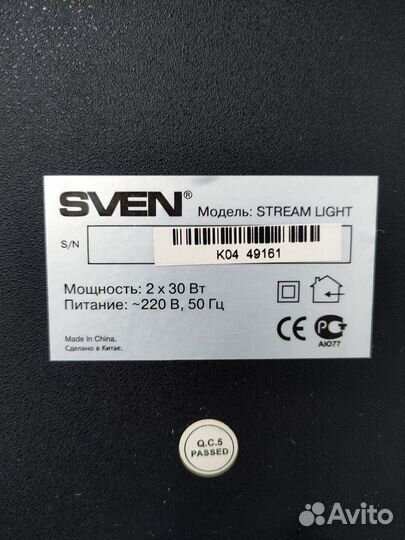 SVEN® Модель: STREAM LIGHT
S/N
K04 49161
Мощность: 2 x 30 Вт
Питание: ~220 В, 50 Гц
Made in China.
Сделано в Китае.
CE РСТ
АЮ77
Q.C.5
PASSED
Avito